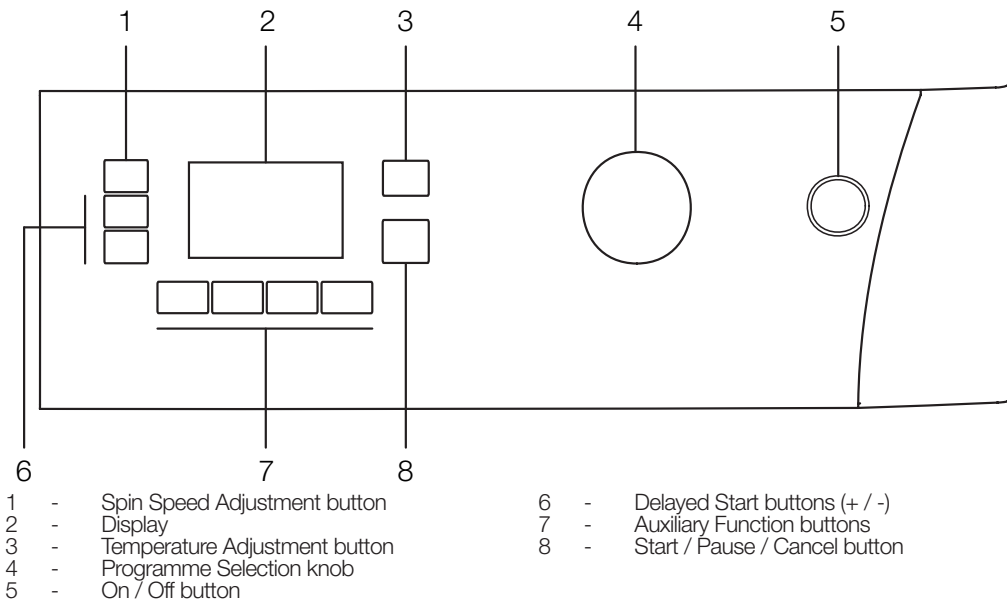 1 2 3 4 5
6 7 8
1 - Spin Speed Adjustment button
2 - Display
3 - Temperature Adjustment button
4 - Programme Selection knob
5 - On / Off button
6 - Delayed Start buttons (+ / -)
7 - Auxiliary Function buttons
8 - Start / Pause / Cancel button